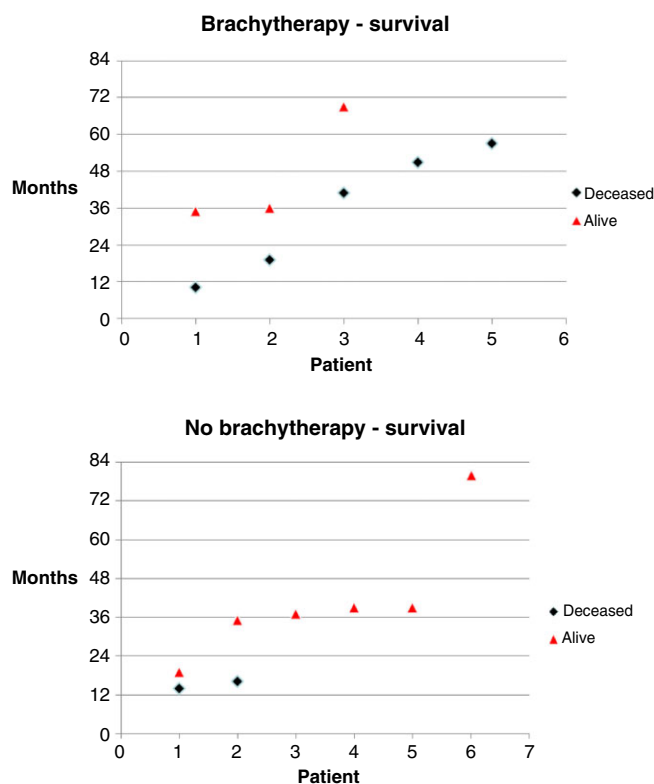 Brachytherapy - survival
84
72
60
48
Months
36
24
12
0
0 1 2 3 4 5 6
Patient
Deceased
Alive
No brachytherapy - survival
84
72
60
48
Months
36
24
12
0
0 1 2 3 4 5 6 7
Patient
Deceased
Alive